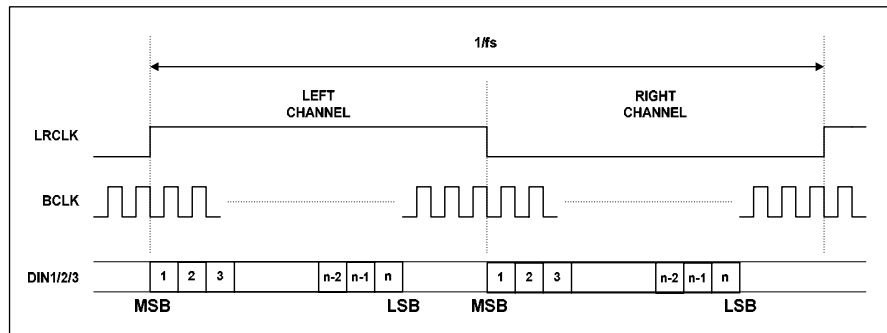 1/fs
LEFT
CHANNEL
RIGHT
CHANNEL
LRCLK
BCLK
DIN1/2/3
1 2 3 n-2 n-1 n 1 2 3 n-2 n-1 n
MSB LSB MSB LSB